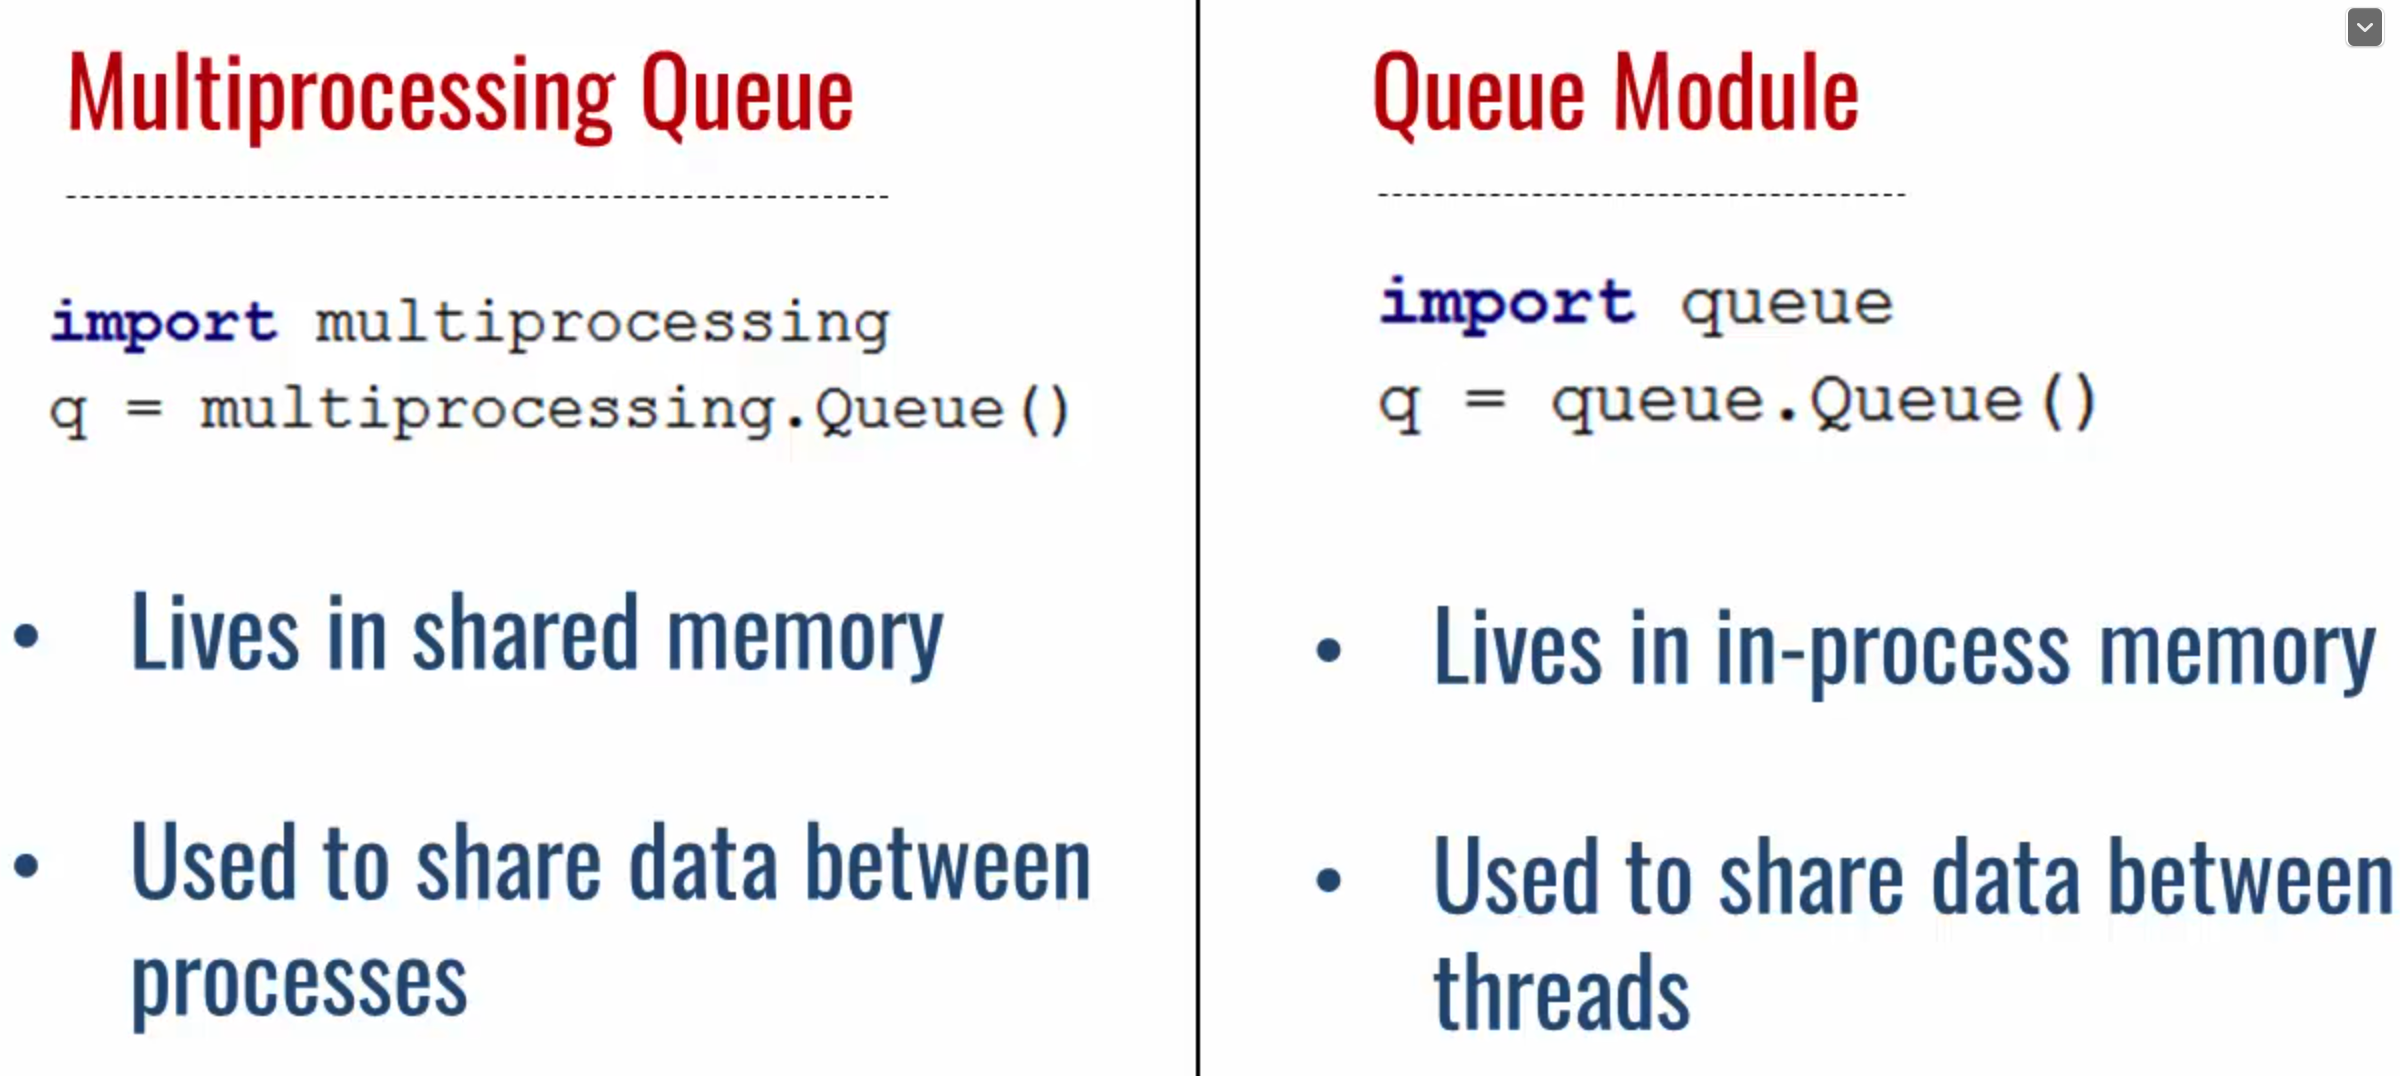 Multiprocessing Queue
--------------------------------------------------------
import multiprocessing
q = multiprocessing.Queue()
• Lives in shared memory
• Used to share data between
processes
Queue Module
------------------------------------
import queue
q = queue.Queue()
• Lives in in-process memory
• Used to share data between
threads